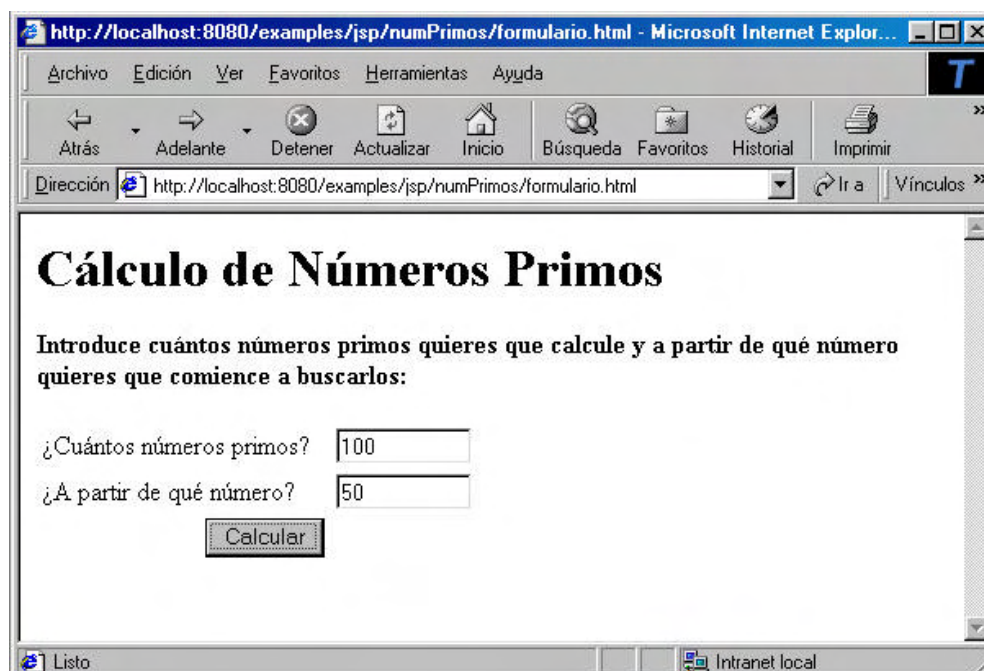 http://localhost:8080/examples/jsp/numPrimos/formulario.html - Microsoft Internet Explor...
Archivo Edición Ver Favoritos Herramientas Ayuda
Atrás Adelante Detener Actualizar Inicio Búsqueda Favoritos Historial Imprimir »
Dirección http://localhost:8080/examples/jsp/numPrimos/formulario.html Ir a Vínculos »
Cálculo de Números Primos
Introduce cuántos números primos quieres que calcule y a partir de qué número
quieres que comience a buscarlos:
¿Cuántos números primos? 100
¿A partir de qué número? 50
Calcular
Listo Intranet local